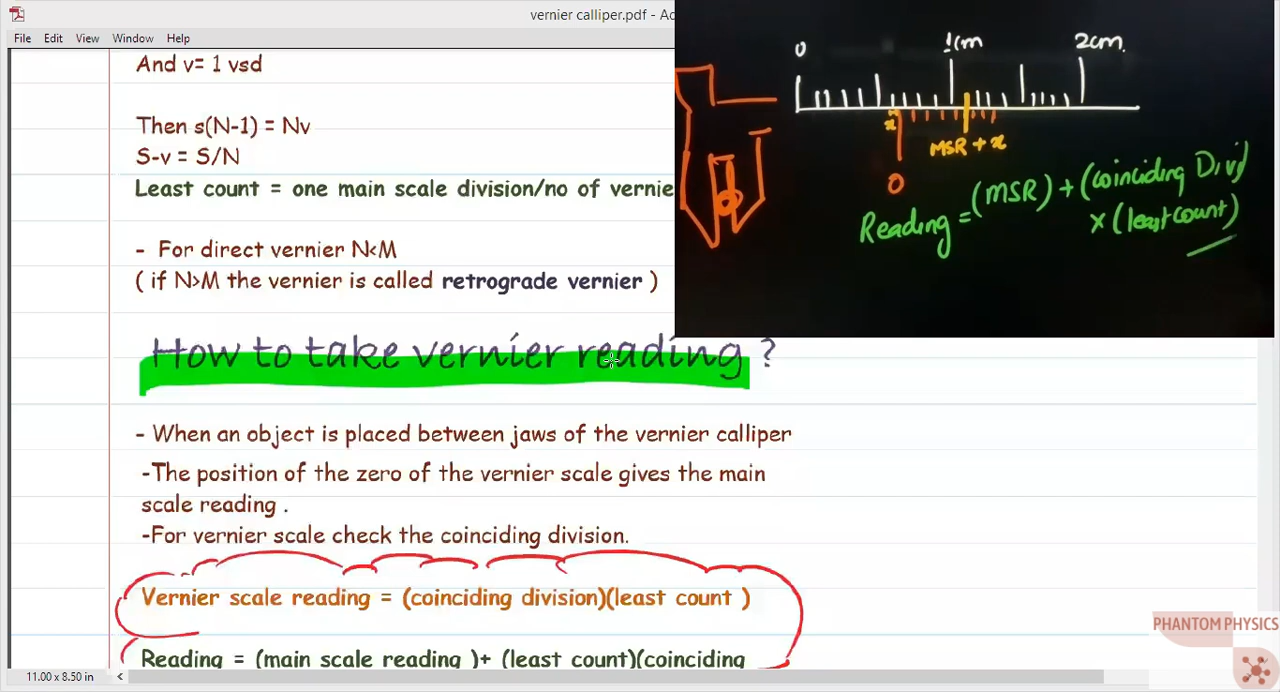 vernier calliper.pdf - Ac
File Edit View Window Help
And v= 1 vsd
Then s(N-1) = Nv
S-v = S/N
Least count = one main scale division/no of vernie
- For direct vernier N<M
( if N>M the vernier is called retrograde vernier )
How to take vernier reading ?
- When an object is placed between jaws of the vernier calliper
-The position of the zero of the vernier scale gives the main
scale reading .
-For vernier scale check the coinciding division.
Vernier scale reading = (coinciding division)(least count )
Reading = (main scale reading )+ (least count)(coinciding
11.00 x 8.50 in
0 1cm 2cm.
x
MSR + x
0
Reading = (MSR) + (coinciding Div)
x (least count)
PHANTOM PHYSICS